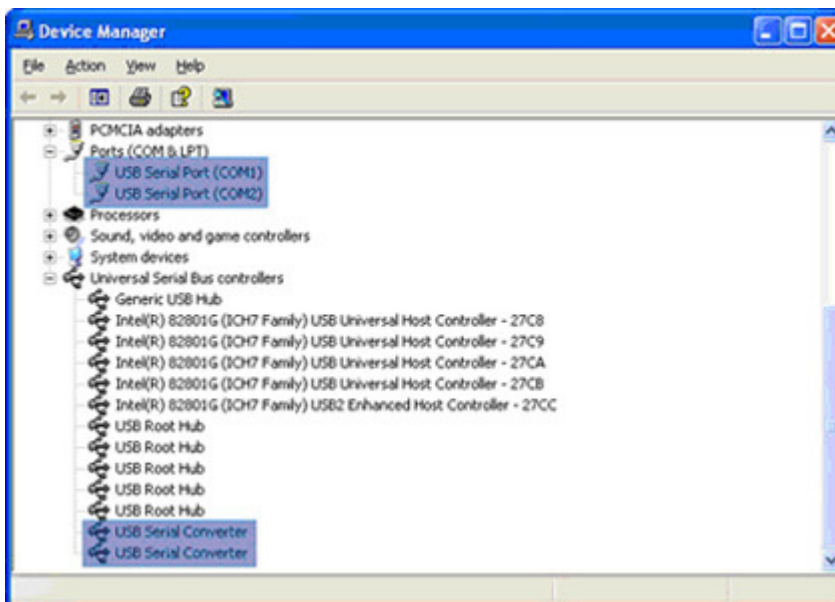 Device Manager
File Action View Help
PCMCIA adapters
Ports (COM & LPT)
USB Serial Port (COM1)
USB Serial Port (COM2)
Processors
Sound, video and game controllers
System devices
Universal Serial Bus controllers
Generic USB Hub
Intel(R) 82801G (ICH7 Family) USB Universal Host Controller - 27C8
Intel(R) 82801G (ICH7 Family) USB Universal Host Controller - 27C9
Intel(R) 82801G (ICH7 Family) USB Universal Host Controller - 27CA
Intel(R) 82801G (ICH7 Family) USB Universal Host Controller - 27CB
Intel(R) 82801G (ICH7 Family) USB2 Enhanced Host Controller - 27CC
USB Root Hub
USB Root Hub
USB Root Hub
USB Root Hub
USB Root Hub
USB Serial Converter
USB Serial Converter